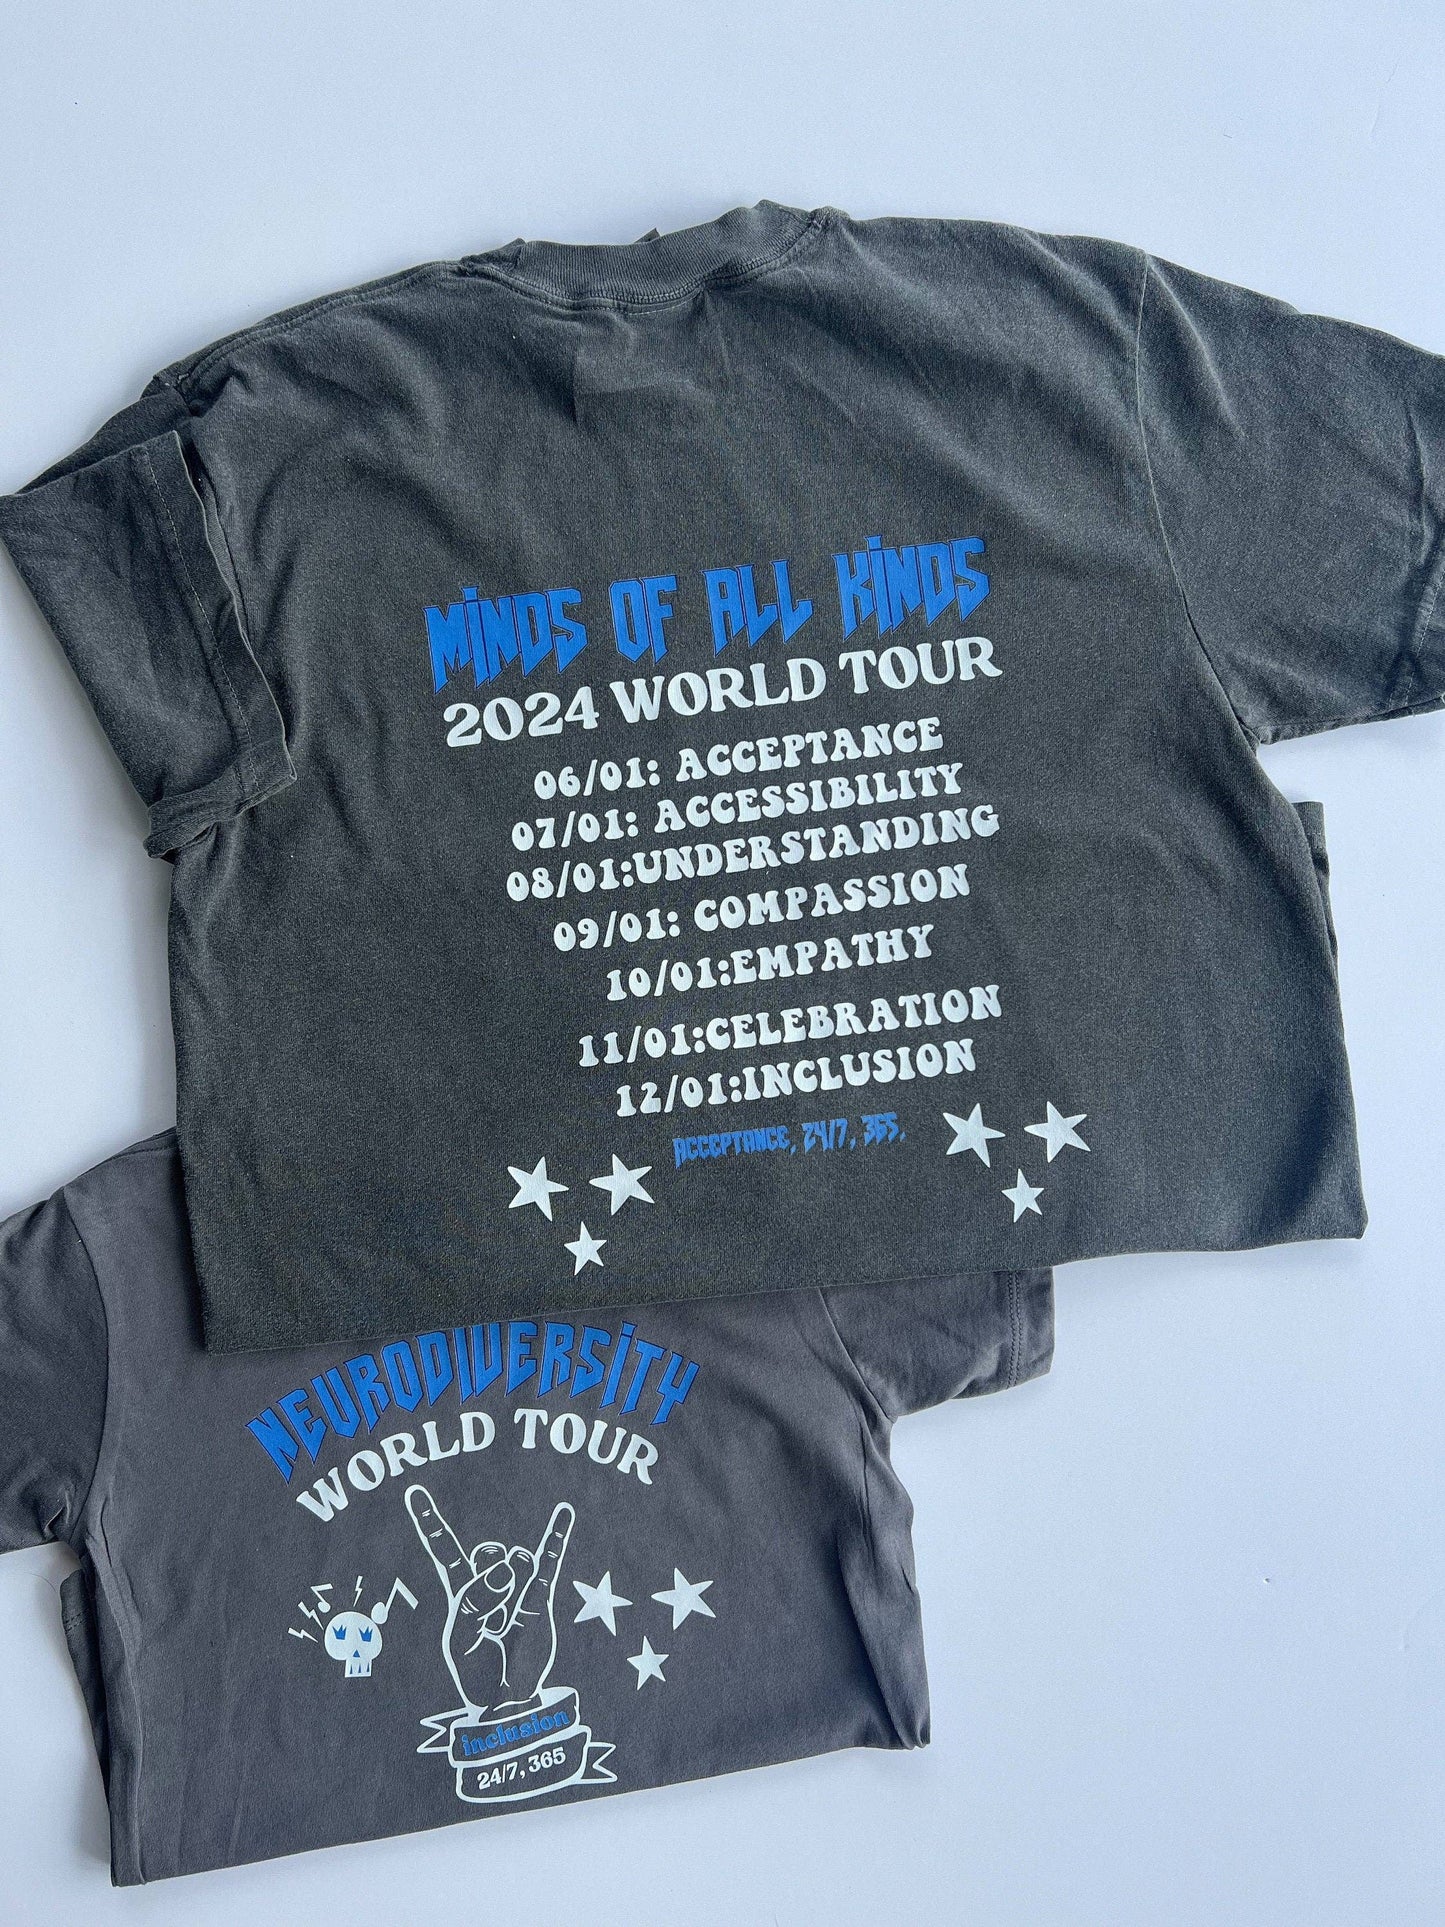 MINDS OF ALL KINDS
2024 WORLD TOUR
06/01: ACCEPTANCE
07/01: ACCESSIBILITY
08/01:UNDERSTANDING
09/01: COMPASSION
10/01:EMPATHY
11/01:CELEBRATION
12/01:INCLUSION
ACCEPTANCE, 24/7, 365.
NEURODIVERSITY
WORLD TOUR
inclusion
24/7, 365